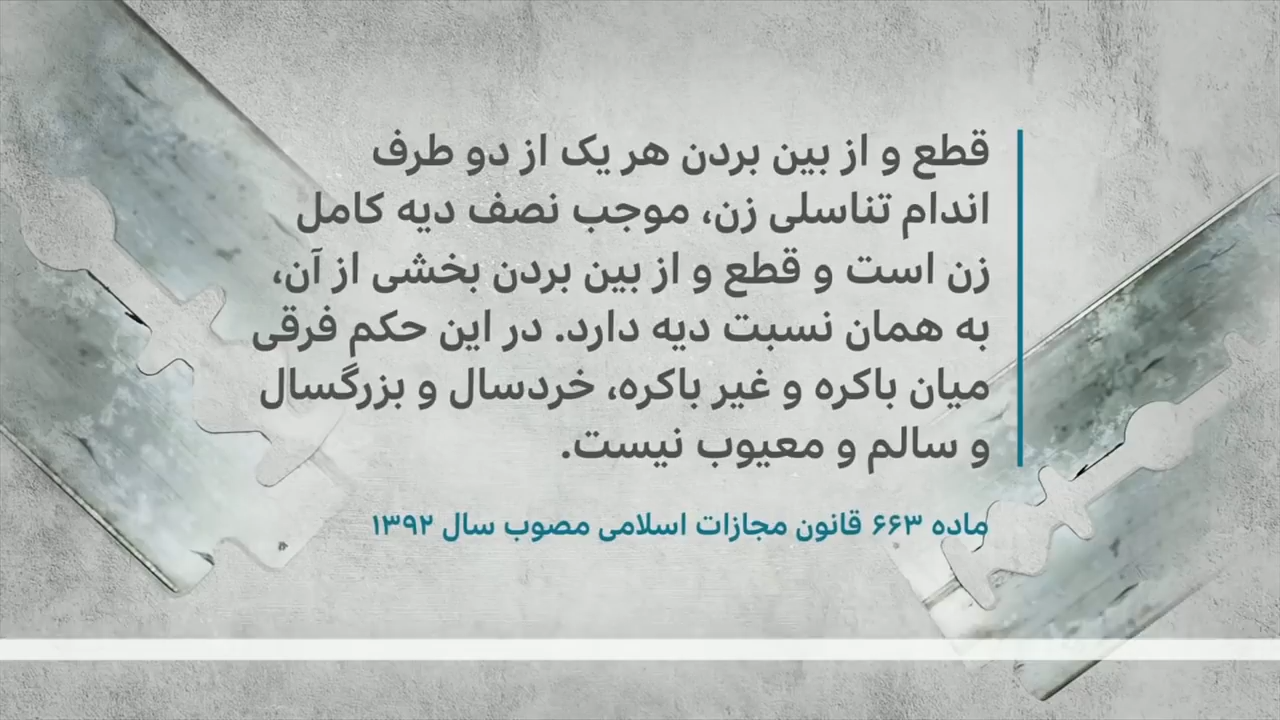 قطع و از بین بردن هر یک از دو طرف
اندام تناسلی زن، موجب نصف دیه کامل
زن است و قطع و از بین بردن بخشی از آن،
به همان نسبت دیه دارد. در این حکم فرقی
میان باکره و غیر باکره، خردسال و بزرگسال
و سالم و معیوب نیست.
ماده ۶۶۳ قانون مجازات اسلامی مصوب سال ۱۳۹۲